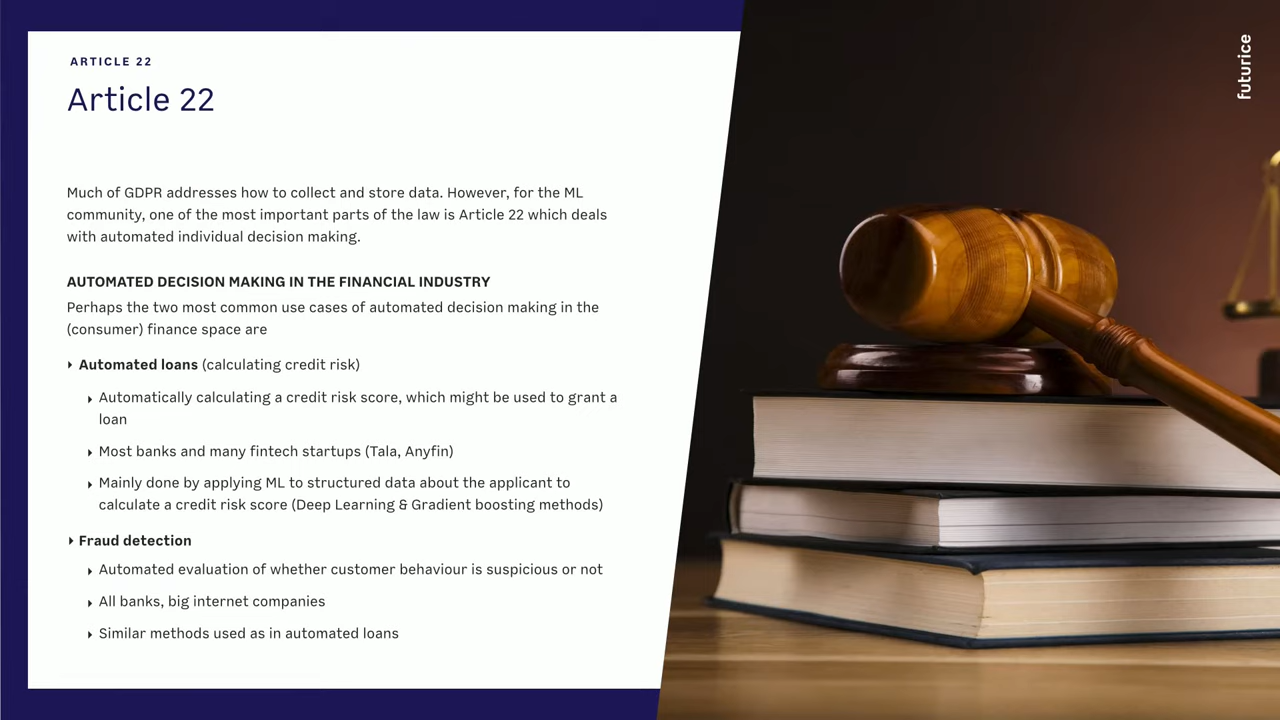 ARTICLE 22
Article 22
Much of GDPR addresses how to collect and store data. However, for the ML
community, one of the most important parts of the law is Article 22 which deals
with automated individual decision making.
AUTOMATED DECISION MAKING IN THE FINANCIAL INDUSTRY
Perhaps the two most common use cases of automated decision making in the
(consumer) finance space are
Automated loans (calculating credit risk)
Automatically calculating a credit risk score, which might be used to grant a
loan
Most banks and many fintech startups (Tala, Anyfin)
Mainly done by applying ML to structured data about the applicant to
calculate a credit risk score (Deep Learning & Gradient boosting methods)
Fraud detection
Automated evaluation of whether customer behaviour is suspicious or not
All banks, big internet companies
Similar methods used as in automated loans
futurice